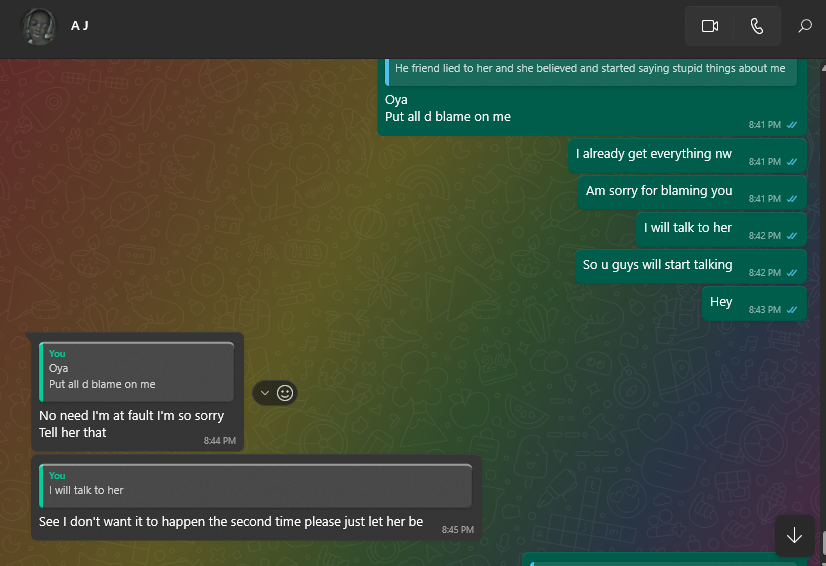 A J
He friend lied to her and she believed and started saying stupid things about me
Oya
Put all d blame on me
8:41 PM
I already get everything nw
8:41 PM
Am sorry for blaming you
8:41 PM
I will talk to her
8:42 PM
So u guys will start talking
8:42 PM
Hey
8:43 PM
You
Oya
Put all d blame on me
No need I'm at fault I'm so sorry
Tell her that
8:44 PM
You
I will talk to her
See I don't want it to happen the second time please just let her be
8:45 PM